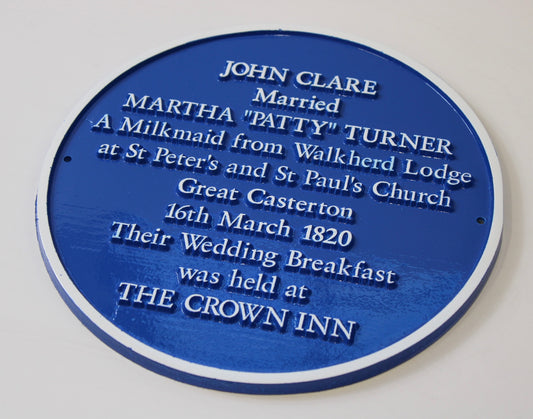 JOHN CLARE
Married
MARTHA "PATTY" TURNER
A Milkmaid from Walkherd Lodge
at St Peter's and St Paul's Church
Great Casterton
16th March 1820
Their Wedding Breakfast
was held at
THE CROWN INN